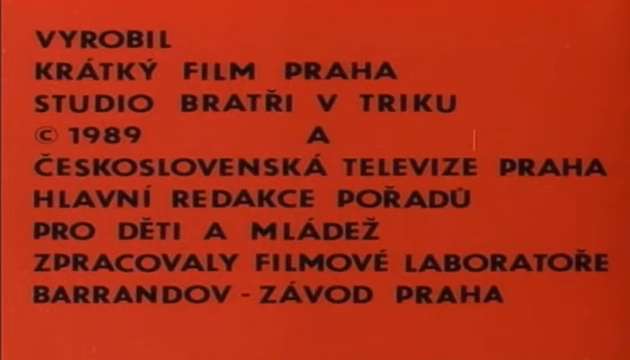 VYROBIL
KRÁTKÝ FILM PRAHA
STUDIO BRATŘI V TRIKU
© 1989 A
ČESKOSLOVENSKÁ TELEVIZE PRAHA
HLAVNÍ REDAKCE POŘADŮ
PRO DĚTI A MLÁDEŽ
ZPRACOVALY FILMOVÉ LABORATOŘE
BARRANDOV - ZÁVOD PRAHA